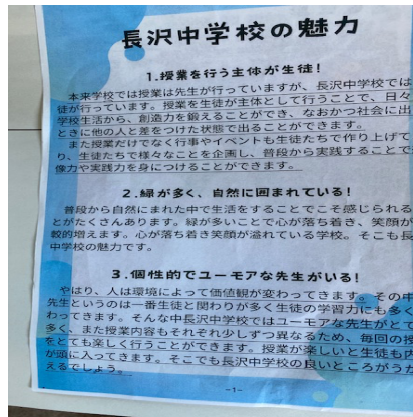 長沢中学校の魅力
1.授業を行う主体が生徒！
本来学校では授業は先生が行っていますが、長沢中学校では
徒が行っています。授業を生徒が主体として行うことで、日々
学校生活から、創造力を鍛えることができ、なおかつ社会に出
ときに他の人と差をつけた状態で出ることができます。
また授業だけでなく行事やイベントも生徒たちで作り上げて
り、生徒たちで様々なことを企画し、普段から実践することで
像力や実践力を身につけることができます。
2.緑が多く、自然に囲まれている！
普段から自然にまれた中で生活をすることでこそ感じられる
とがたくさんあります。緑が多いことで心が落ち着き、笑顔が
較的増えます。心が落ち着き笑顔が溢れている学校。そこも長
中学校の魅力です。
3.個性的でユーモアな先生がいる！
やはり、人は環境によって価値観が変わってきます。その中
先生というのは一番生徒と関わりが多く生徒の学習力にも多く
わってきます。そんな中長沢中学校ではユーモアな先生がとて
多く、また授業内容もそれぞれ少しずつ異なるため、毎回の授
をとても楽しく行うことができます。授業が楽しいと生徒も内
が頭に入ってきます。そこでも長沢中学校の良いところがうか
えるでしょう。
-1-